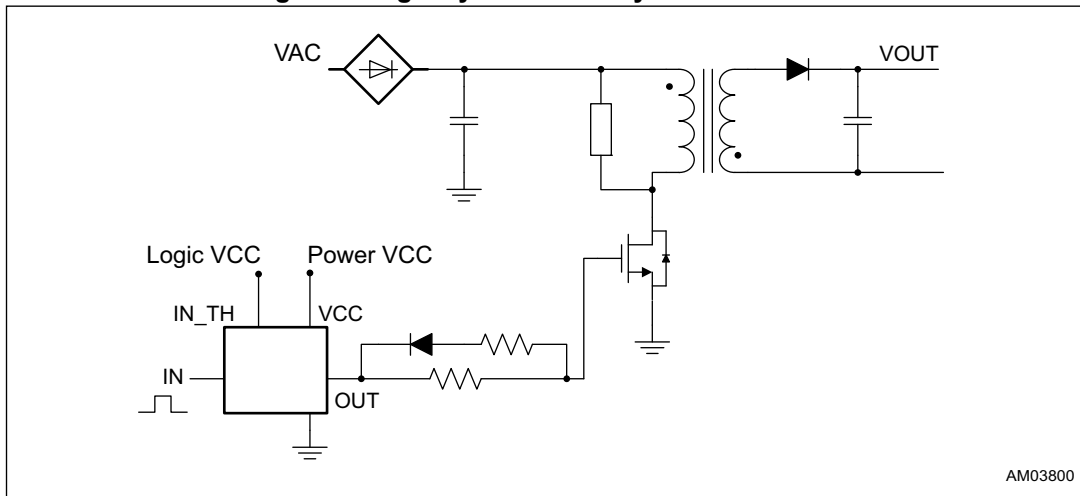 VAC
VOUT
Logic VCC
Power VCC
IN_TH
VCC
IN
OUT
AM03800